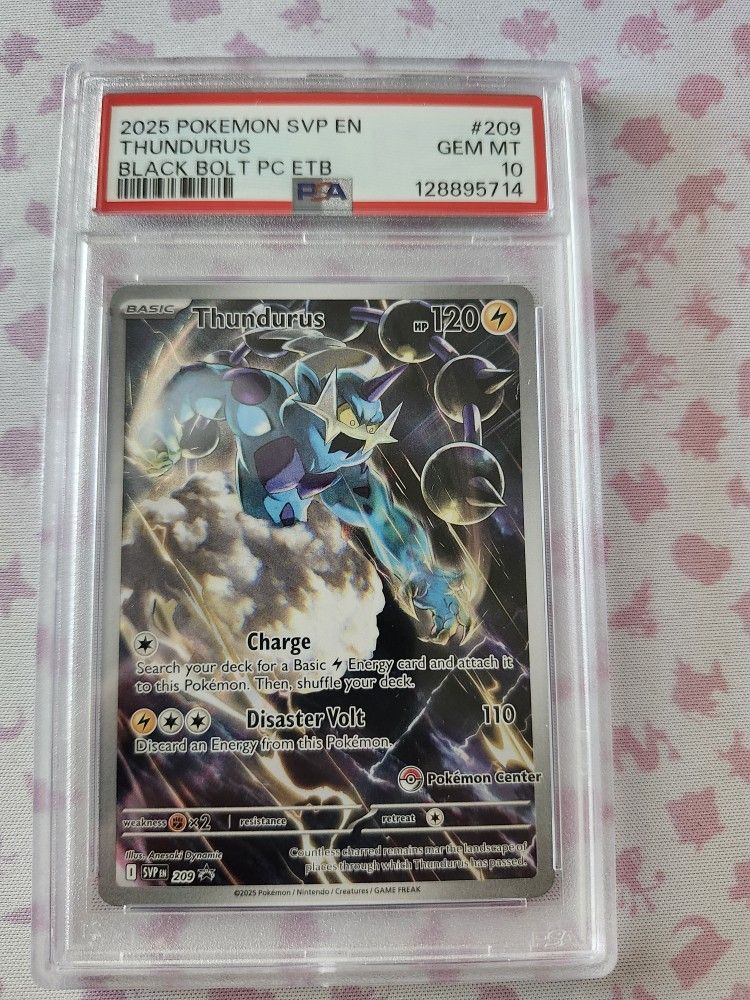 2025 POKEMON SVP EN #209
THUNDURUS GEM MT
BLACK BOLT PC ETB 10
PSA 128895714
BASIC Thundurus HP 120
Charge
Search your deck for a Basic Energy card and attach it
to this Pokémon. Then, shuffle your deck.
Disaster Volt 110
Discard an Energy from this Pokémon.
Pokémon Center
weakness ×2 resistance retreat
Illus. Anesaki Dynamic
Countless charred remains mar the landscape of
places through which Thundurus has passed.
I SVP EN 209
©2025 Pokémon / Nintendo / Creatures / GAME FREAK